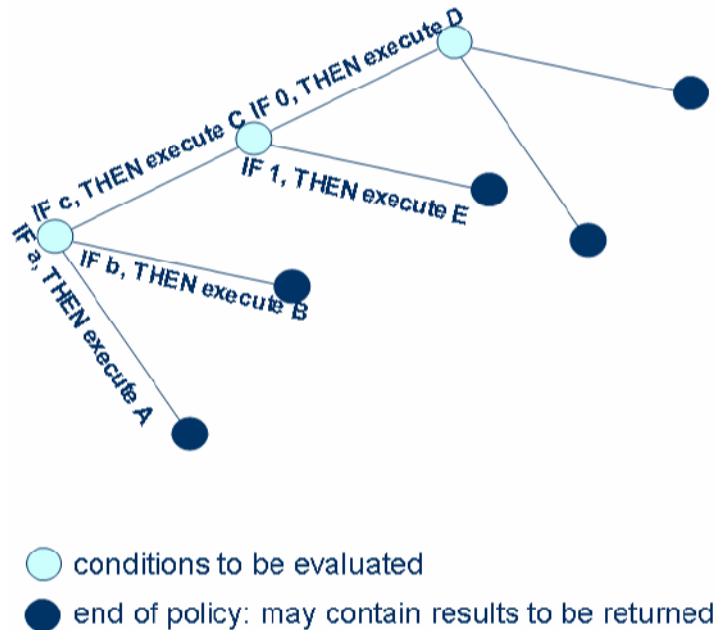 IF 0, THEN execute D
IF c, THEN execute C
IF 1, THEN execute E
IF a, THEN execute A
IF b, THEN execute B
conditions to be evaluated
end of policy: may contain results to be returned